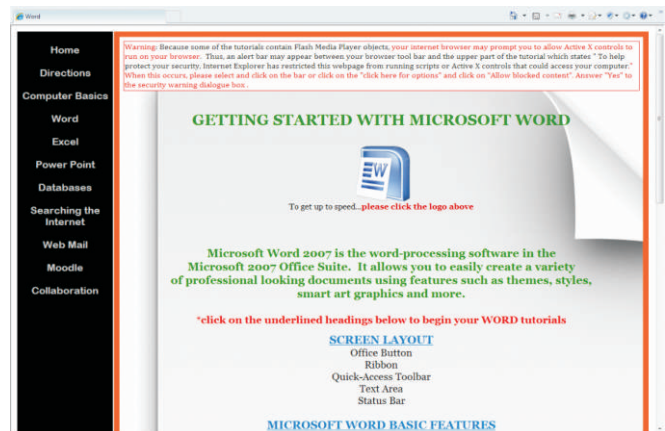 Word
Home
Directions
Computer Basics
Word
Excel
Power Point
Databases
Searching the
Internet
Web Mail
Moodle
Collaboration
Warning: Because some of the tutorials contain Flash Media Player objects, your internet browser may prompt you to allow Active X controls to
run on your browser. Thus, an alert bar may appear between your browser tool bar and the upper part of the tutorial which states " To help
protect your security, Internet Explorer has restricted this webpage from running scripts or Active X controls that could access your computer."
When this occurs, please select and click on the bar or click on the "click here for options" and click on "Allow blocked content". Answer "Yes" to
the security warning dialogue box .
GETTING STARTED WITH MICROSOFT WORD
W
To get up to speed...please click the logo above
Microsoft Word 2007 is the word-processing software in the
Microsoft 2007 Office Suite. It allows you to easily create a variety
of professional looking documents using features such as themes, styles,
smart art graphics and more.
*click on the underlined headings below to begin your WORD tutorials
SCREEN LAYOUT
Office Button
Ribbon
Quick-Access Toolbar
Text Area
Status Bar
MICROSOFT WORD BASIC FEATURES